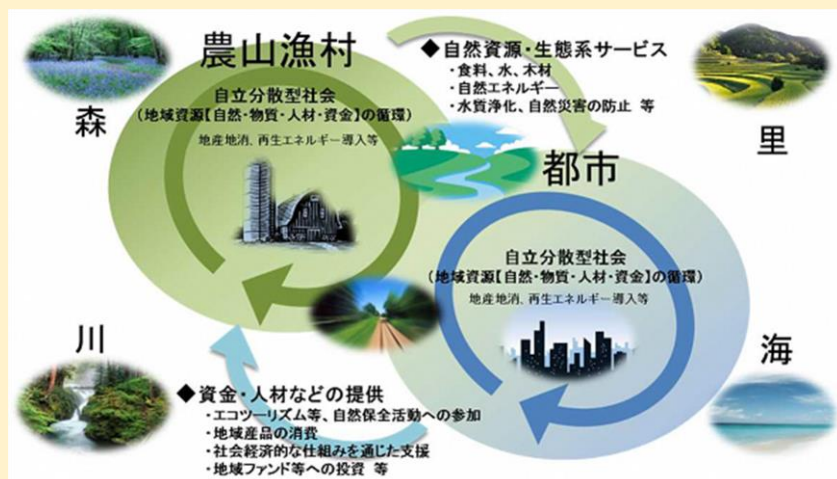 農山漁村
自立分散型社会
(地域資源【自然・物質・人材・資金】の循環)
地産地消、再生エネルギー導入等
森
◆自然資源・生態系サービス
・食料、水、木材
・自然エネルギー
・水質浄化、自然災害の防止 等
里
都市
自立分散型社会
(地域資源【自然・物質・人材・資金】の循環)
地産地消、再生エネルギー導入等
川
◆資金・人材などの提供
・エコツーリズム等、自然保全活動への参加
・地域産品の消費
・社会経済的な仕組みを通じた支援
・地域ファンド等への投資 等
海